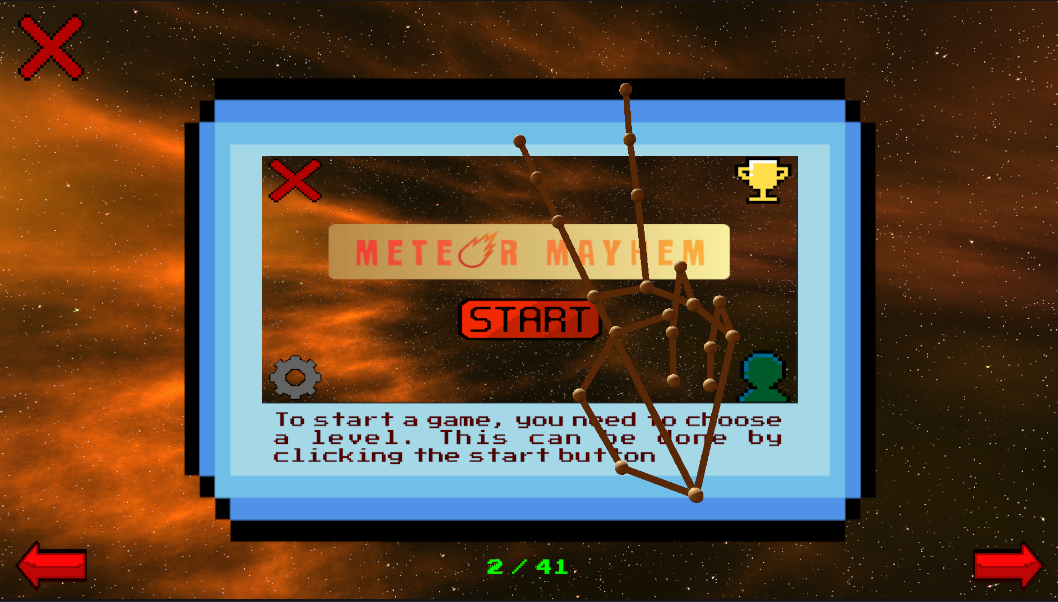 METEOR MAYHEM
START
To start a game, you need to choose
a level. This can be done by
clicking the start button
2 / 41